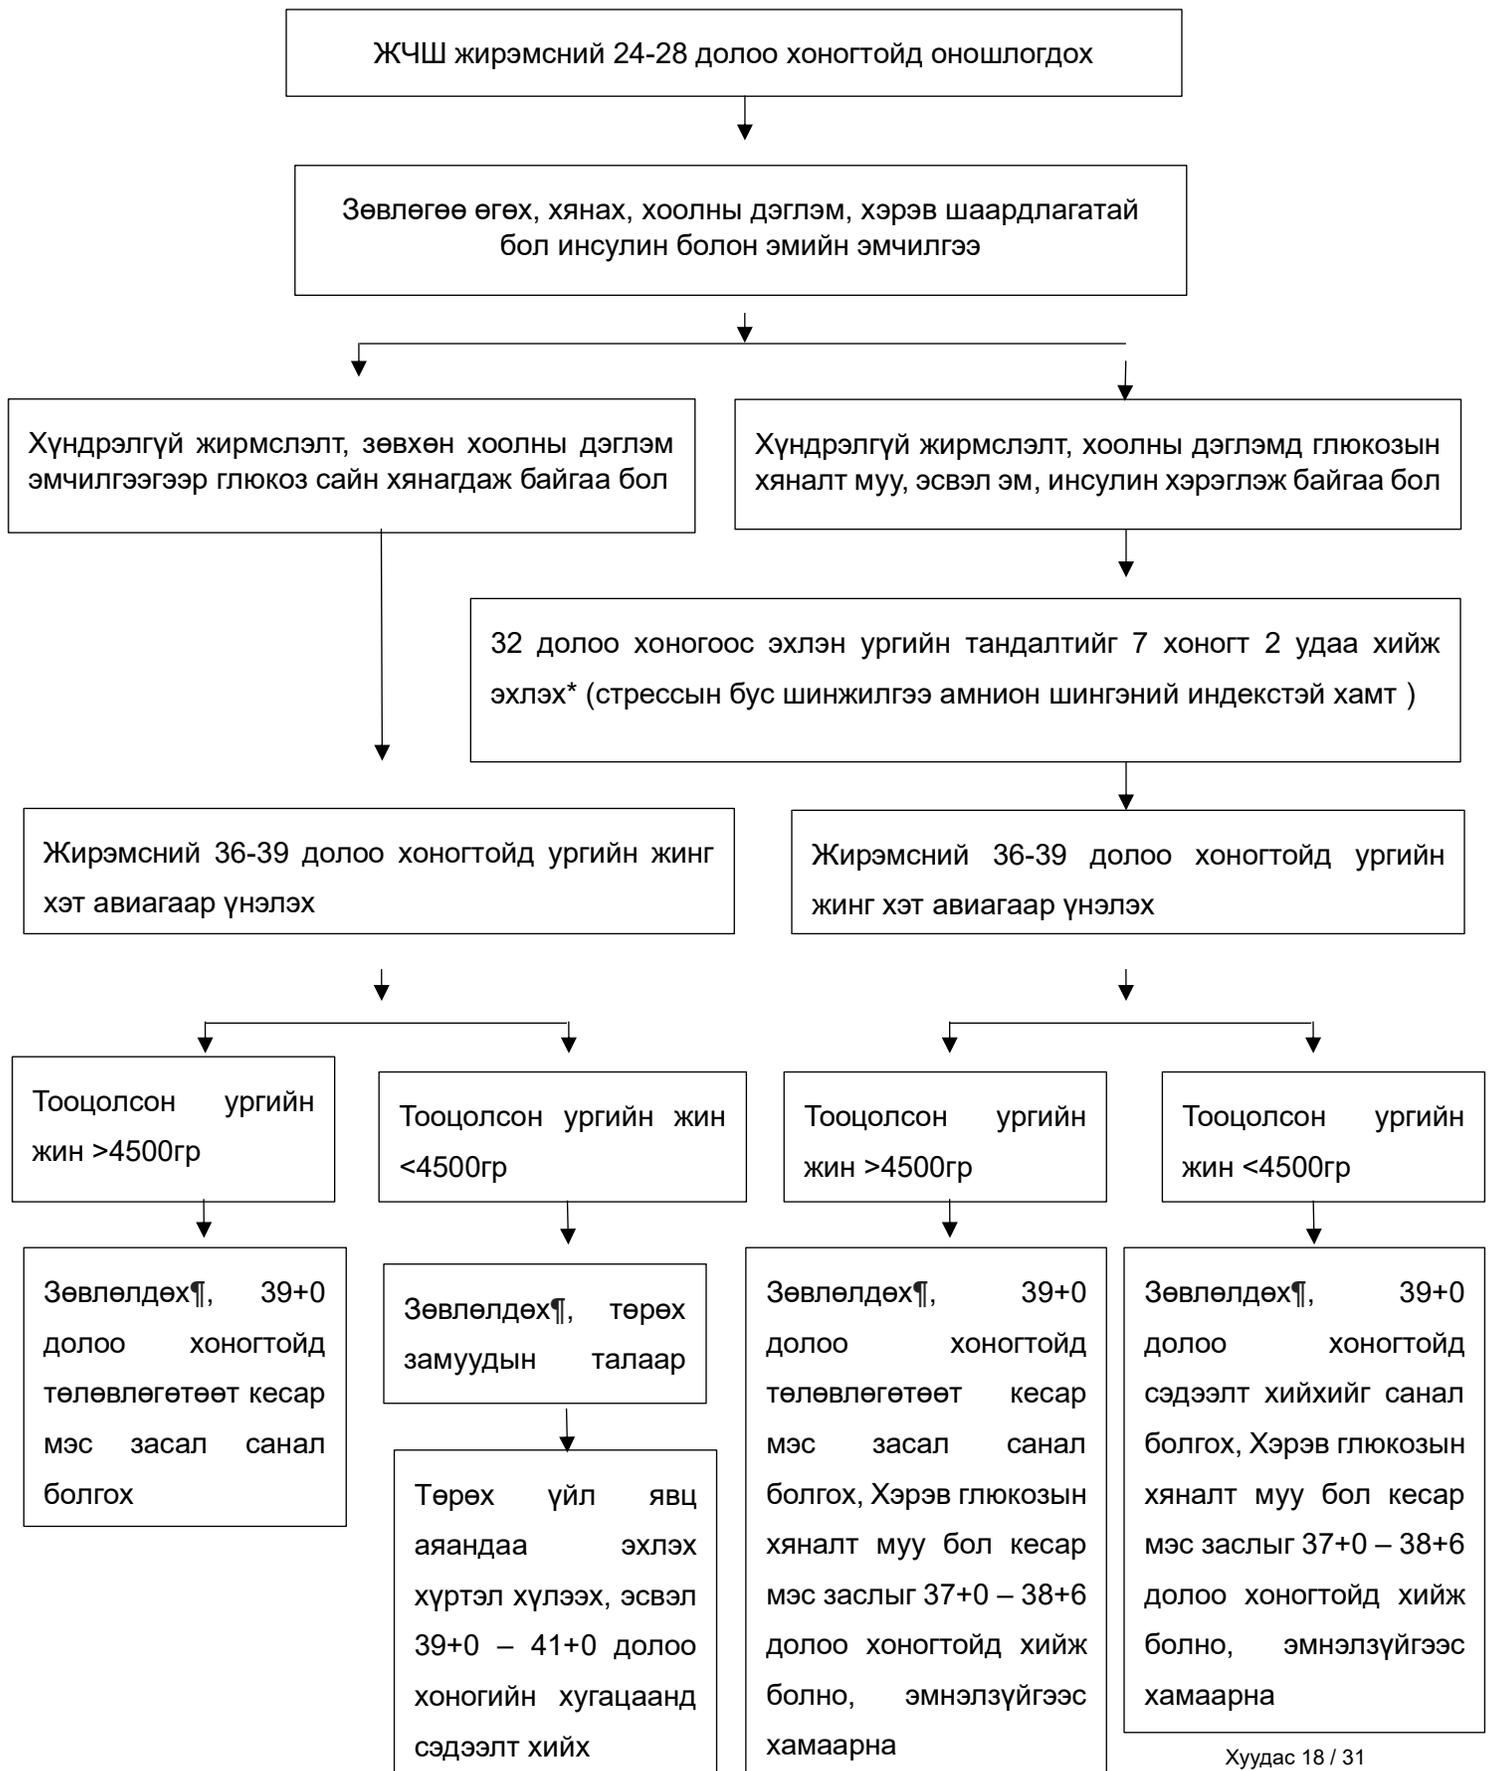 ЖЧШ жирэмсний 24-28 долоо хоногтойд оношлогдох
Зөвлөгөө өгөх, хянах, хоолны дэглэм, хэрэв шаардлагатай
бол инсулин болон эмийн эмчилгээ
Хүндрэлгүй жирмслэлт, зөвхөн хоолны дэглэм
эмчилгээгээр глюкоз сайн хянагдаж байгаа бол
Хүндрэлгүй жирмслэлт, хоолны дэглэмд глюкозын
хяналт муу, эсвэл эм, инсулин хэрэглэж байгаа бол
32 долоо хоногоос эхлэн ургийн тандалтийг 7 хоногт 2 удаа хийж
эхлэх* (стрессын бус шинжилгээ амнион шингэний индекстэй хамт )
Жирэмсний 36-39 долоо хоногтойд ургийн жинг
хэт авиагаар үнэлэх
Жирэмсний 36-39 долоо хоногтойд ургийн
жинг хэт авиагаар үнэлэх
Тооцолсон ургийн
жин >4500гр
Тооцолсон ургийн жин
<4500гр
Тооцолсон ургийн
жин >4500гр
Тооцолсон ургийн
жин <4500гр
Зөвлөлдөх¶, 39+0
долоо хоногтойд
төлөвлөгөтөөт кесар
мэс засал санал
болгох
Зөвлөлдөх¶, төрөх
замуудын талаар
Төрөх үйл явц
аяандаа эхлэх
хүртэл хүлээх, эсвэл
39+0 – 41+0 долоо
хоногийн хугацаанд
сэдээлт хийх
Зөвлөлдөх¶, 39+0
долоо хоногтойд
төлөвлөгөтөөт кесар
мэс засал санал
болгох, Хэрэв глюкозын
хяналт муу бол кесар
мэс заслыг 37+0 – 38+6
долоо хоногтойд хийж
болно, эмнэлзүйгээс
хамаарна
Зөвлөлдөх¶, 39+0
долоо хоногтойд
сэдээлт хийхийг санал
болгох, Хэрэв глюкозын
хяналт муу бол кесар
мэс заслыг 37+0 – 38+6
долоо хоногтойд хийж
болно, эмнэлзүйгээс
хамаарна
Хуудас 18 / 31